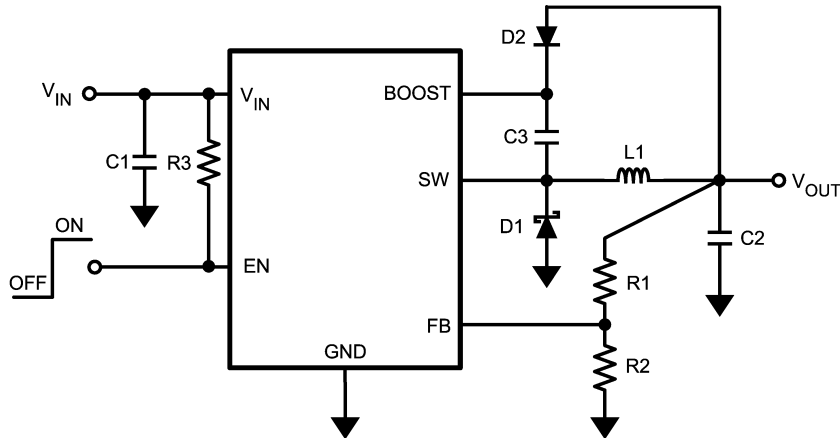 D2
V_IN
V_IN
BOOST
C1
R3
C3
L1
SW
V_OUT
ON
D1
C2
OFF
EN
R1
FB
GND
R2